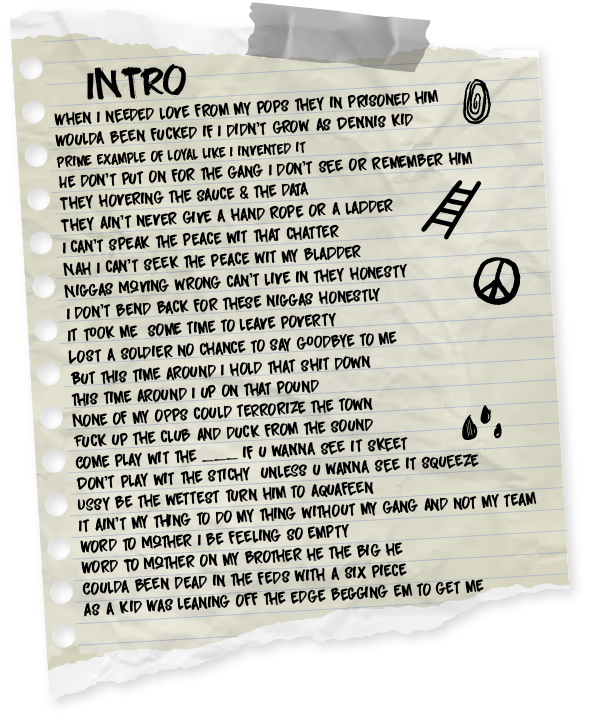 INTRO
WHEN I NEEDED LOVE FROM MY POPS THEY IN PRISONED HIM
WOULDA BEEN FUCKED IF I DIDN'T GROW AS DENNIS KID
PRIME EXAMPLE OF LOYAL LIKE I INVENTED IT
HE DON'T PUT ON FOR THE GANG I DON'T SEE OR REMEMBER HIM
THEY HOVERING THE SAUCE & THE DATA
THEY AIN'T NEVER GIVE A HAND ROPE OR A LADDER
I CAN'T SPEAK THE PEACE WIT THAT CHATTER
NAH I CAN'T SEEK THE PEACE WIT MY BLADDER
NIGGAS MOVING WRONG CAN'T LIVE IN THEY HONESTY
I DON'T BEND BACK FOR THESE NIGGAS HONESTLY
IT TOOK ME SOME TIME TO LEAVE POVERTY
LOST A SOLDIER NO CHANCE TO SAY GOODBYE TO ME
BUT THIS TIME AROUND I HOLD THAT SHIT DOWN
THIS TIME AROUND I UP ON THAT POUND
NONE OF MY OPPS COULD TERRORIZE THE TOWN
FUCK UP THE CLUB AND DUCK FROM THE SOUND
COME PLAY WIT THE ____ IF U WANNA SEE IT SKEET
DON'T PLAY WIT THE STICHY UNLESS U WANNA SEE IT SQUEEZE
USSY BE THE WETTEST TURN HIM TO AQUAFEEN
IT AIN'T MY THING TO DO MY THING WITHOUT MY GANG AND NOT MY TEAM
WORD TO MOTHER I BE FEELING SO EMPTY
WORD TO MOTHER ON MY BROTHER HE THE BIG HE
COULDA BEEN DEAD IN THE FEDS WITH A SIX PIECE
AS A KID WAS LEANING OFF THE EDGE BEGGING EM TO GET ME